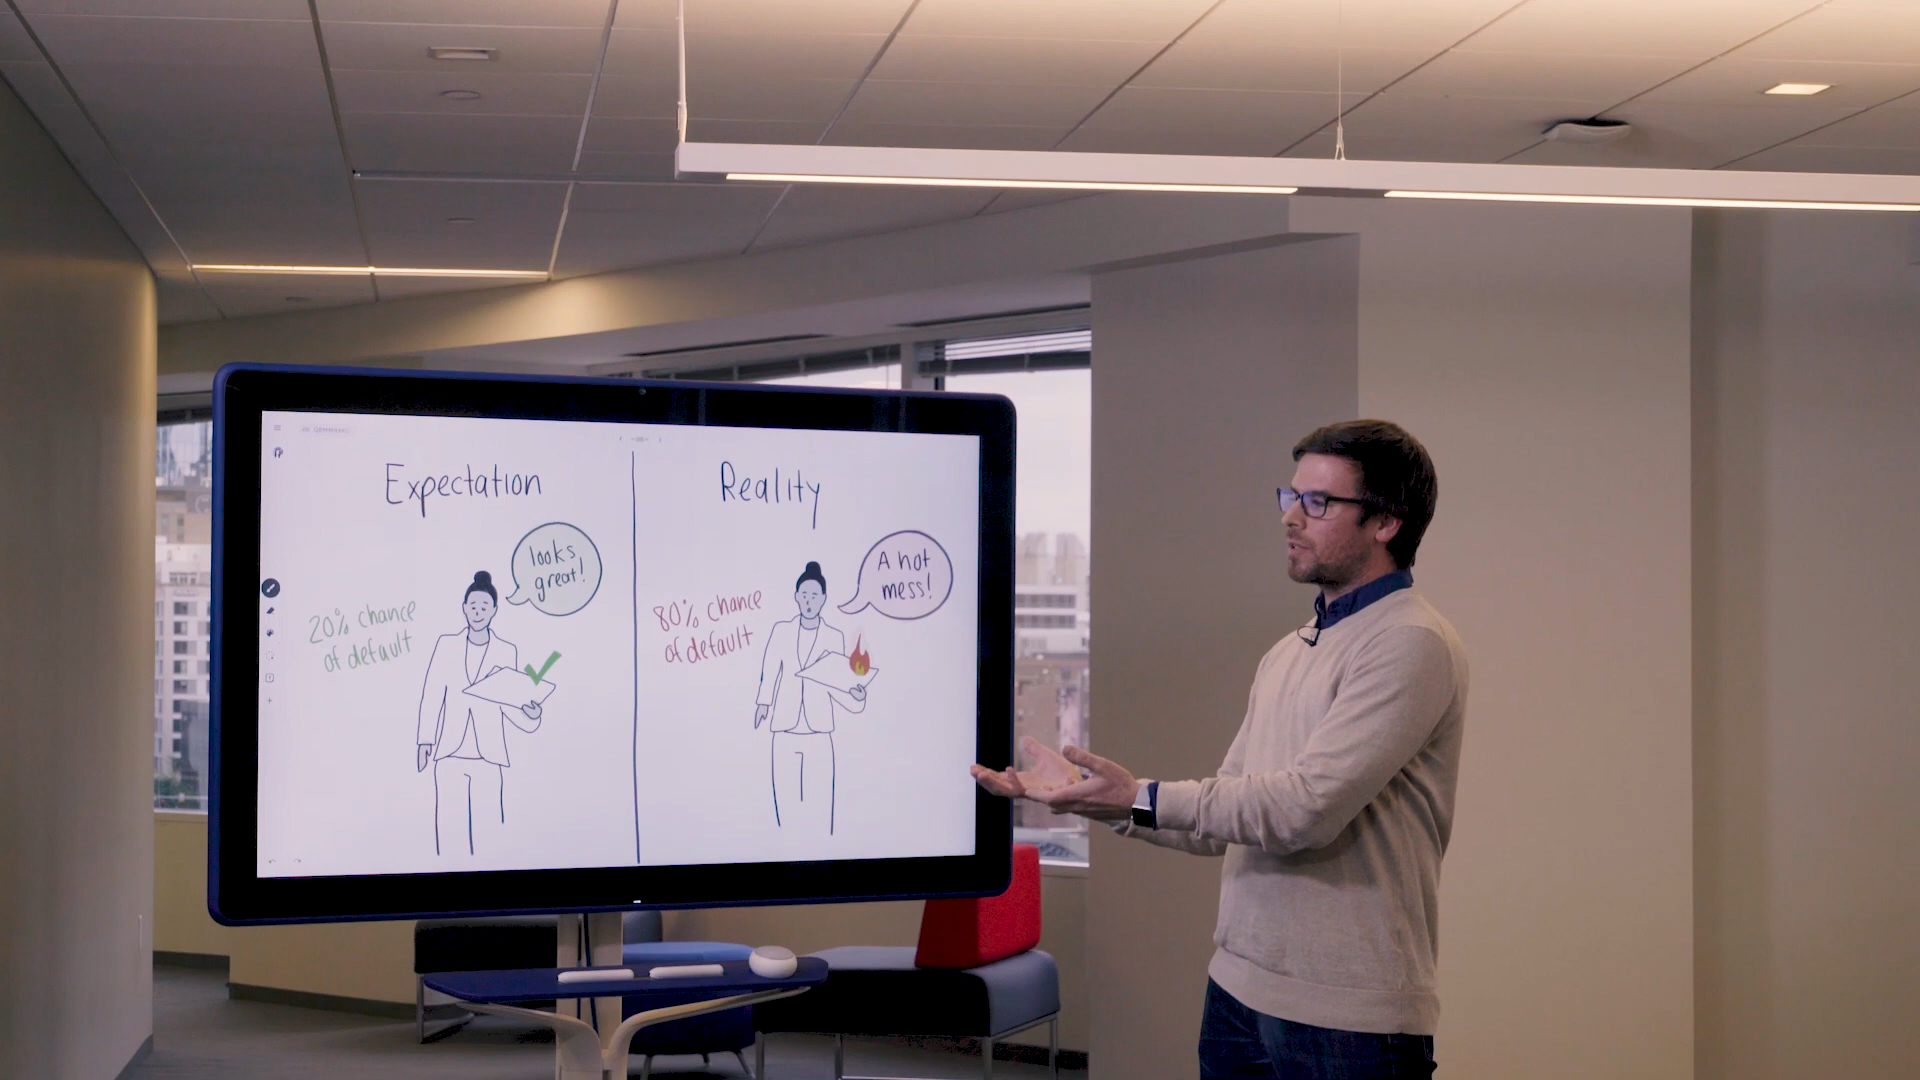 Expectation
looks
great!
20% chance
of default
Reality
A hot
mess!
80% chance
of default